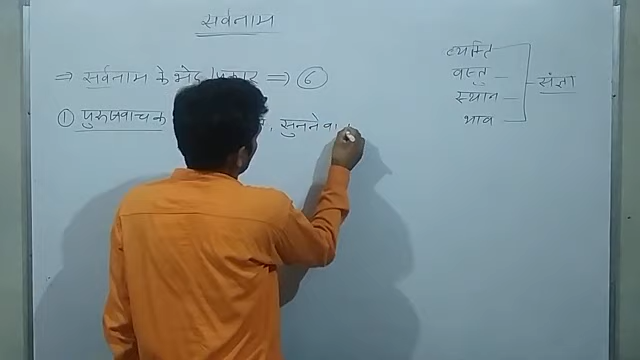 सर्वनाम
⇒ सर्वनाम के भेद / प्रकार ⇒ ⑥
① पुरुषवाचक , सुनने वा
व्यक्ति
वस्तु
स्थान
भाव
संज्ञा